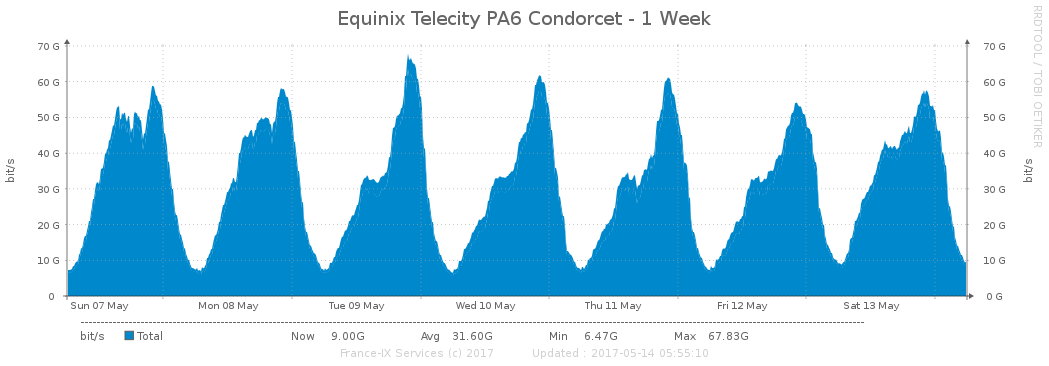 Equinix Telecity PA6 Condorcet - 1 Week
RRDTOOL / TOBI OETIKER
bit/s
70 G 70 G
60 G 60 G
50 G 50 G
40 G 40 G
30 G 30 G
20 G 20 G
10 G 10 G
0 0 G
bit/s
Sun 07 May Mon 08 May Tue 09 May Wed 10 May Thu 11 May Fri 12 May Sat 13 May
bit/s Total Now 9.00G Avg 31.60G Min 6.47G Max 67.83G
France-IX Services (c) 2017 Updated : 2017-05-14 05:55:10